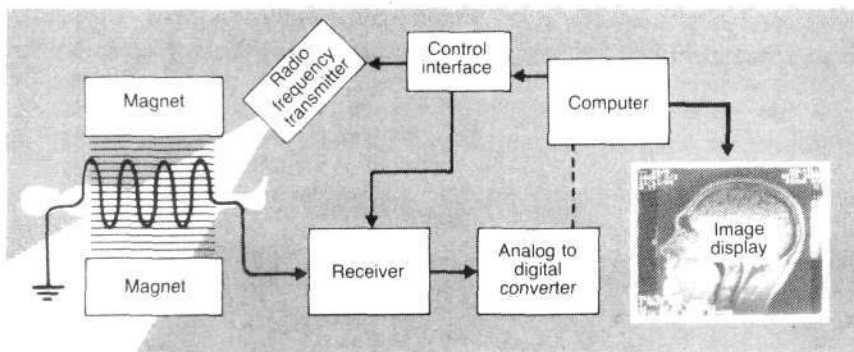 Magnet
Radio
frequency
transmitter
Control
interface
Computer
Magnet
Receiver
Analog to
digital
converter
Image
display